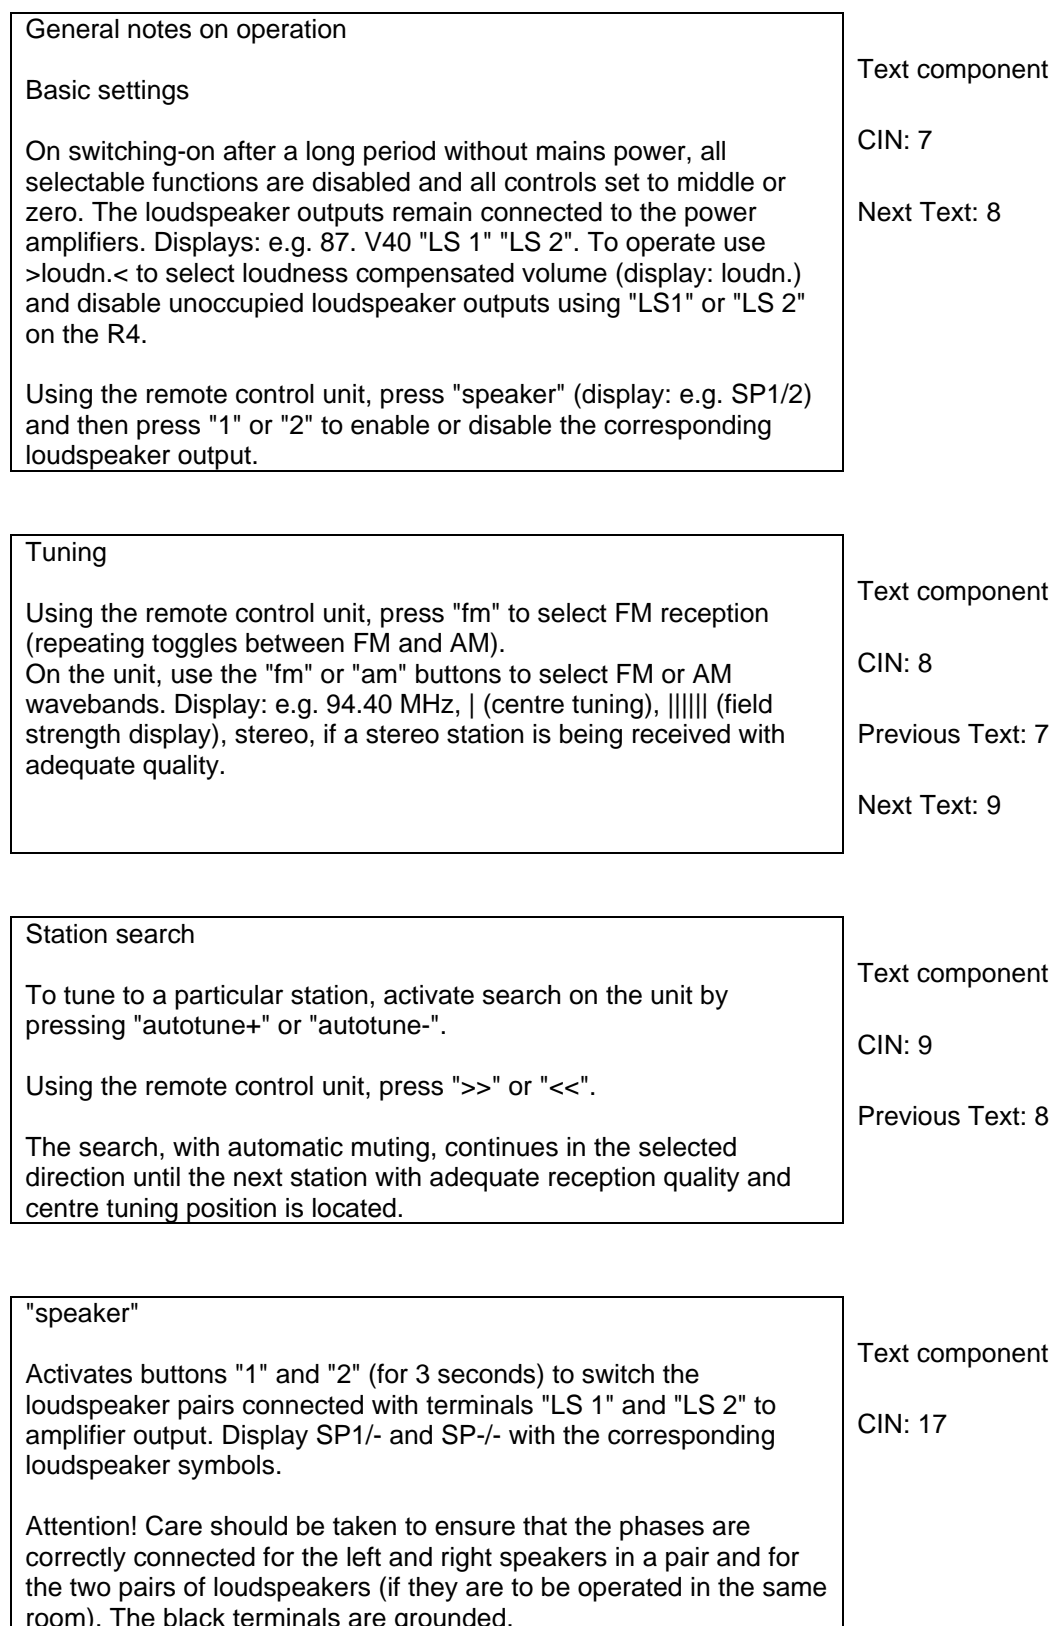 General notes on operation
Basic settings
On switching-on after a long period without mains power, all
selectable functions are disabled and all controls set to middle or
zero. The loudspeaker outputs remain connected to the power
amplifiers. Displays: e.g. 87. V40 "LS 1" "LS 2". To operate use
>loudn.< to select loudness compensated volume (display: loudn.)
and disable unoccupied loudspeaker outputs using "LS1" or "LS 2"
on the R4.
Using the remote control unit, press "speaker" (display: e.g. SP1/2)
and then press "1" or "2" to enable or disable the corresponding
loudspeaker output.
Text component
CIN: 7
Next Text: 8
Tuning
Using the remote control unit, press "fm" to select FM reception
(repeating toggles between FM and AM).
On the unit, use the "fm" or "am" buttons to select FM or AM
wavebands. Display: e.g. 94.40 MHz, | (centre tuning), |||||| (field
strength display), stereo, if a stereo station is being received with
adequate quality.
Text component
CIN: 8
Previous Text: 7
Next Text: 9
Station search
To tune to a particular station, activate search on the unit by
pressing "autotune+" or "autotune-".
Using the remote control unit, press ">>" or "<<".
The search, with automatic muting, continues in the selected
direction until the next station with adequate reception quality and
centre tuning position is located.
Text component
CIN: 9
Previous Text: 8
"speaker"
Activates buttons "1" and "2" (for 3 seconds) to switch the
loudspeaker pairs connected with terminals "LS 1" and "LS 2" to
amplifier output. Display SP1/- and SP-/- with the corresponding
loudspeaker symbols.
Attention! Care should be taken to ensure that the phases are
correctly connected for the left and right speakers in a pair and for
the two pairs of loudspeakers (if they are to be operated in the same
room). The black terminals are grounded.
Text component
CIN: 17